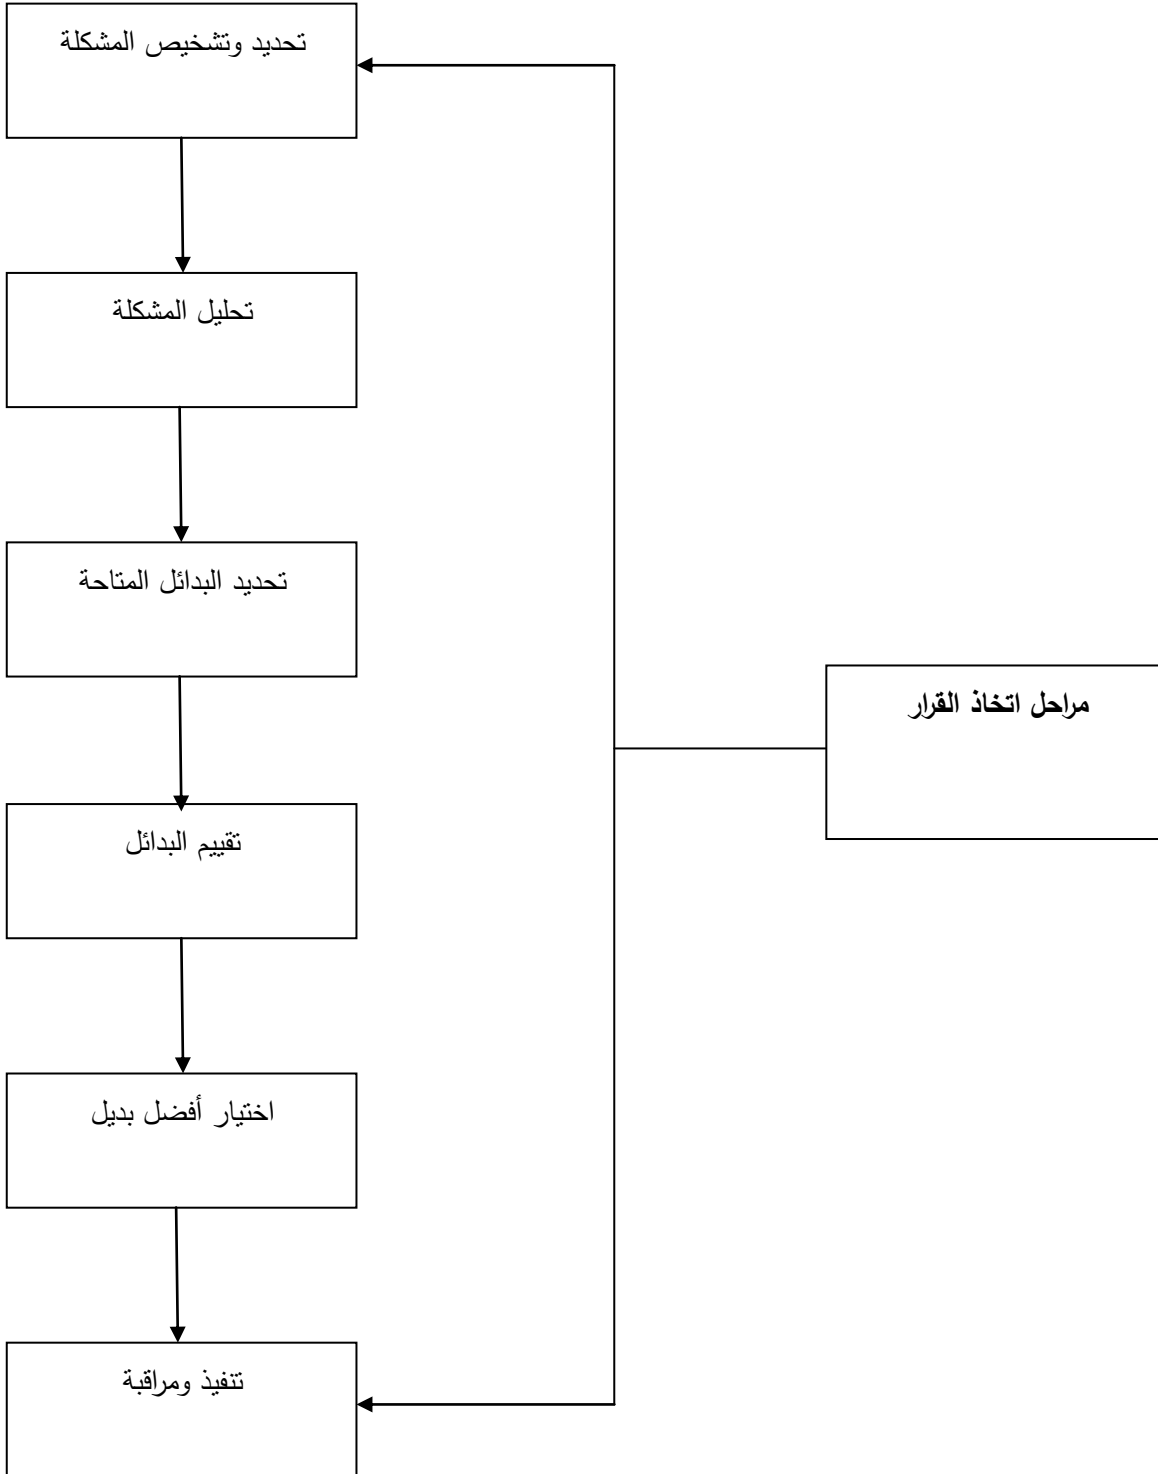 تحديد وتشخيص المشكلة
تحليل المشكلة
تحديد البدائل المتاحة
مراحل اتخاذ القرار
تقييم البدائل
اختيار أفضل بديل
تنفيذ ومراقبة